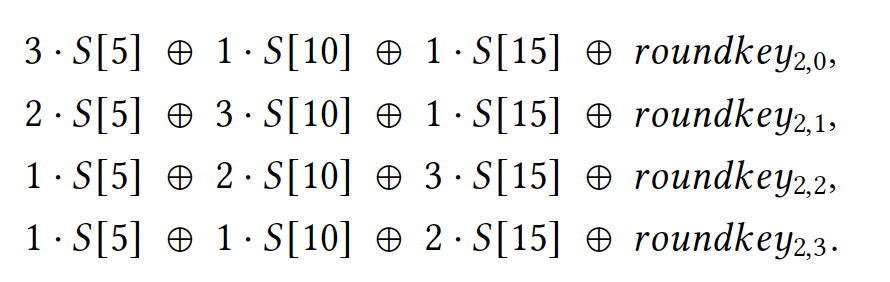 3 · S[5] ⊕ 1 · S[10] ⊕ 1 · S[15] ⊕ roundkey₂,₀,
2 · S[5] ⊕ 3 · S[10] ⊕ 1 · S[15] ⊕ roundkey₂,₁,
1 · S[5] ⊕ 2 · S[10] ⊕ 3 · S[15] ⊕ roundkey₂,₂,
1 · S[5] ⊕ 1 · S[10] ⊕ 2 · S[15] ⊕ roundkey₂,₃.